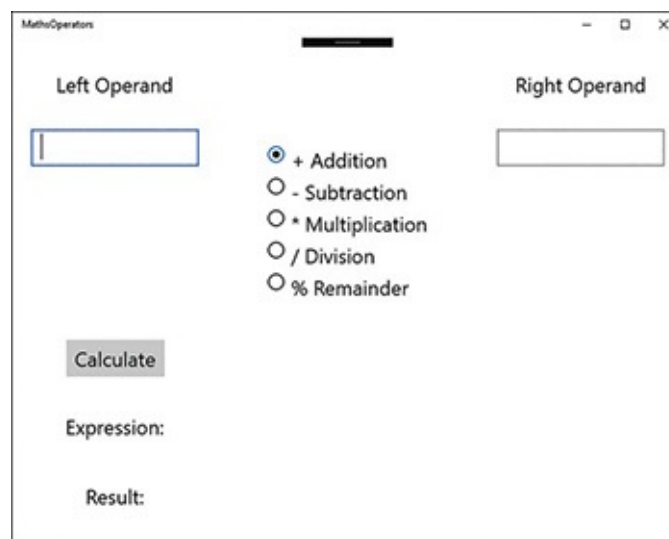 MathsOperators
Left Operand
Right Operand
+ Addition
- Subtraction
* Multiplication
/ Division
% Remainder
Calculate
Expression:
Result: